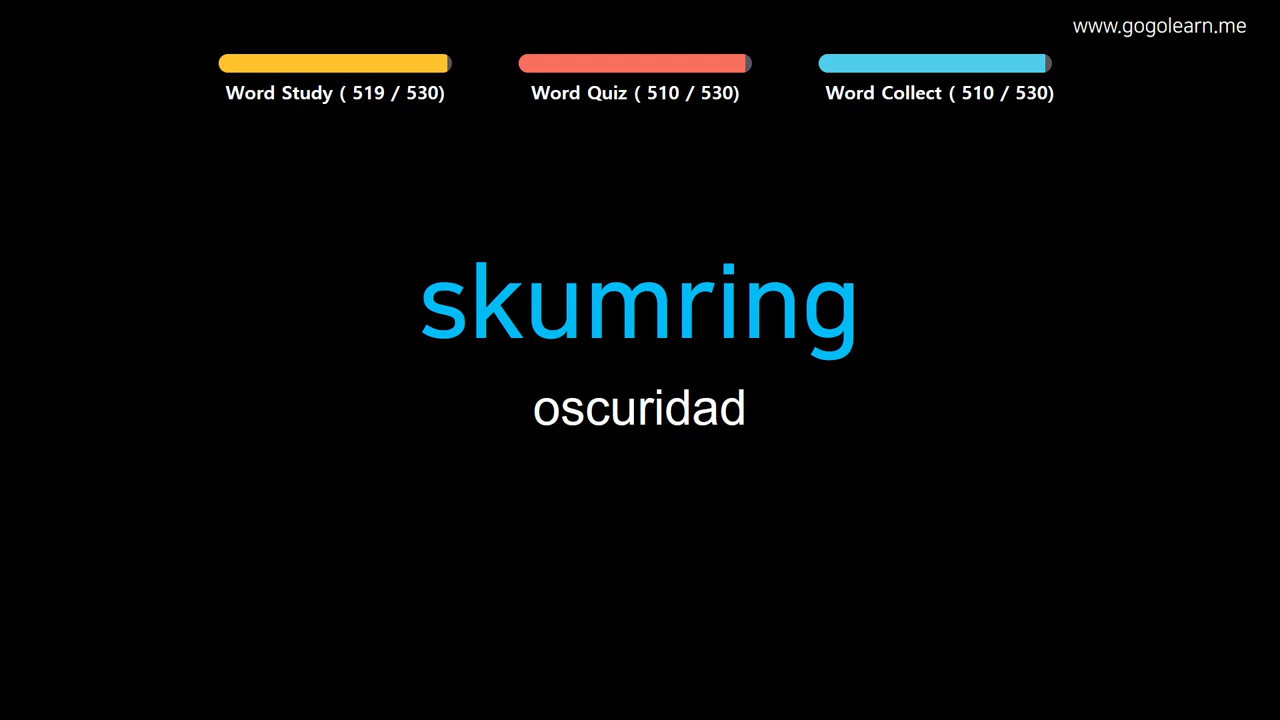 www.gogolearn.me
Word Study ( 519 / 530)
Word Quiz ( 510 / 530)
Word Collect ( 510 / 530)
skumring
oscuridad